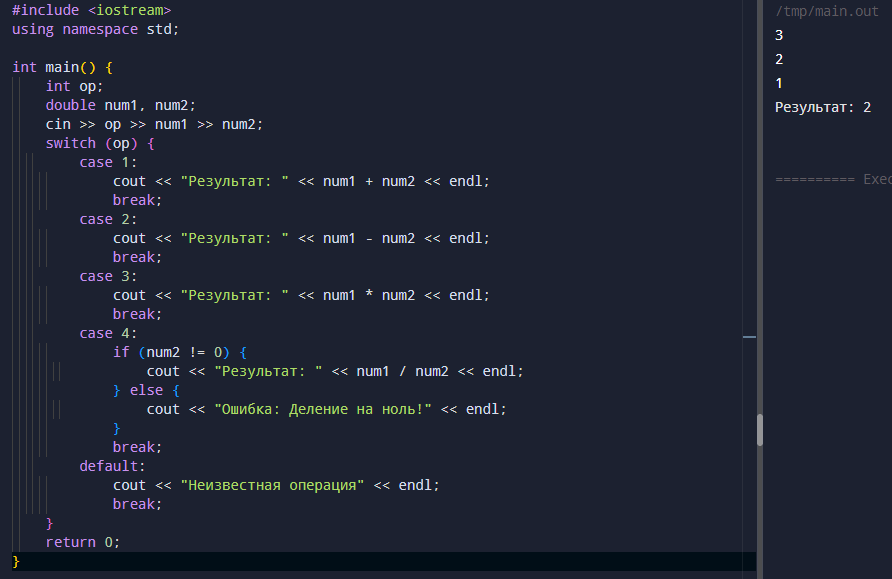 #include <iostream>
using namespace std;
int main() {
    int op;
    double num1, num2;
    cin >> op >> num1 >> num2;
    switch (op) {
        case 1:
            cout << "Результат: " << num1 + num2 << endl;
            break;
        case 2:
            cout << "Результат: " << num1 - num2 << endl;
            break;
        case 3:
            cout << "Результат: " << num1 * num2 << endl;
            break;
        case 4:
            if (num2 != 0) {
                cout << "Результат: " << num1 / num2 << endl;
            } else {
                cout << "Ошибка: Деление на ноль!" << endl;
            }
            break;
        default:
            cout << "Неизвестная операция" << endl;
            break;
    }
    return 0;
}
/tmp/main.out
3
2
1
Результат: 2
========== Exec